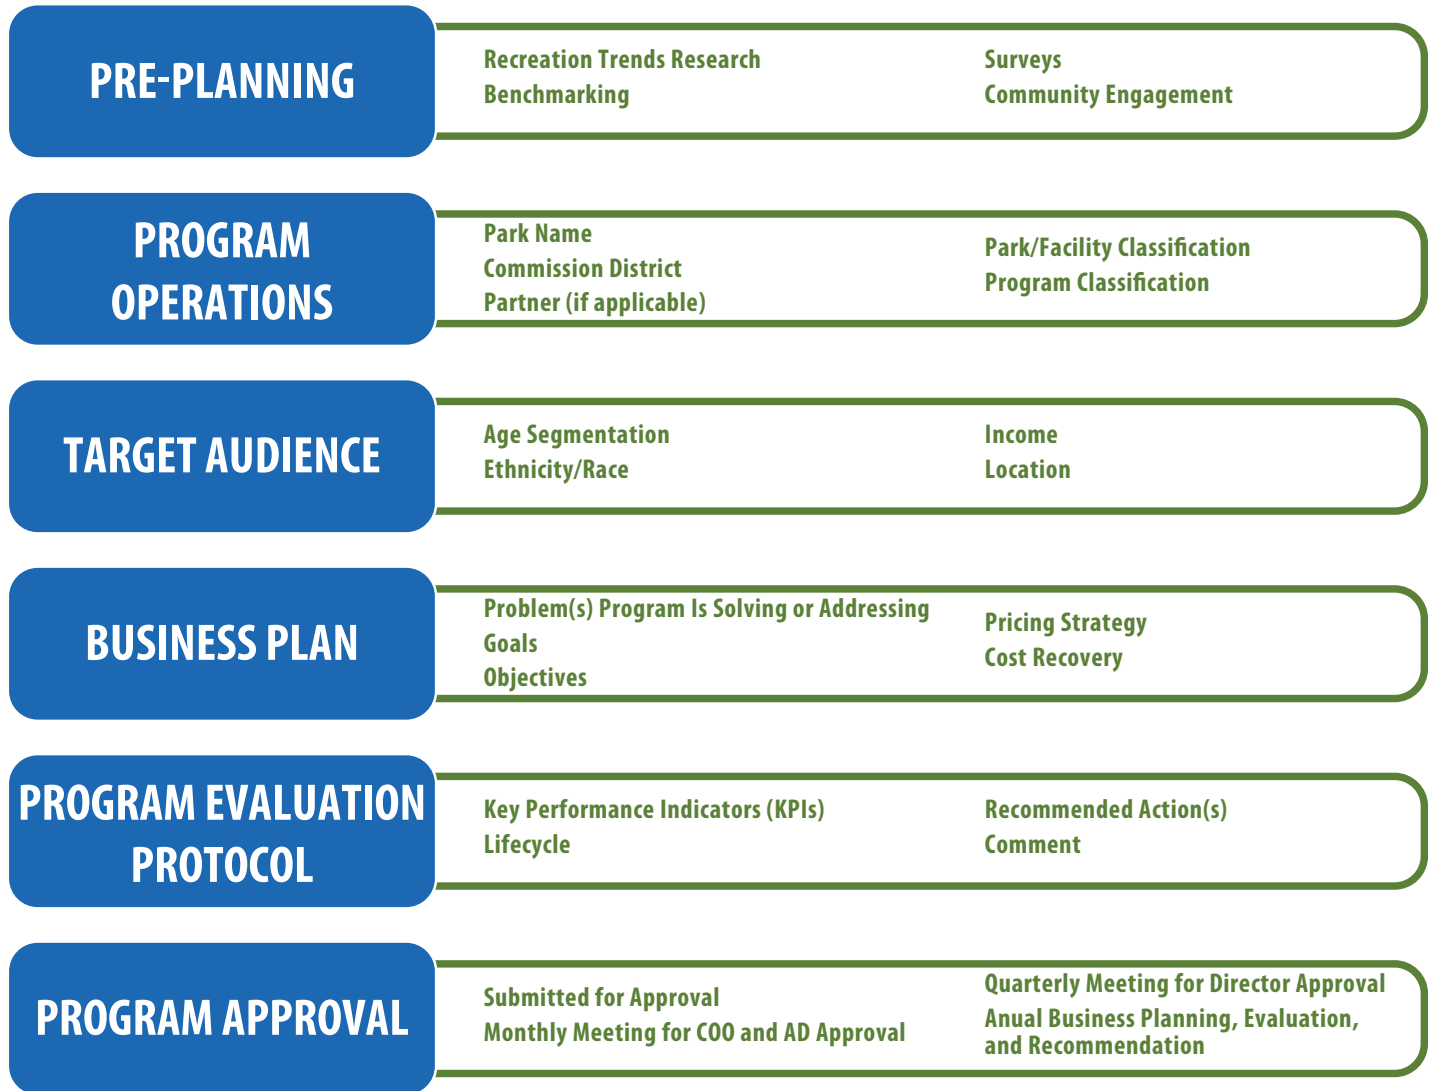 PRE-PLANNING
Recreation Trends Research
Benchmarking
Surveys
Community Engagement
PROGRAM
OPERATIONS
Park Name
Commission District
Partner (if applicable)
Park/Facility Classification
Program Classification
TARGET AUDIENCE
Age Segmentation
Ethnicity/Race
Income
Location
BUSINESS PLAN
Problem(s) Program Is Solving or Addressing
Goals
Objectives
Pricing Strategy
Cost Recovery
PROGRAM EVALUATION
PROTOCOL
Key Performance Indicators (KPIs)
Lifecycle
Recommended Action(s)
Comment
PROGRAM APPROVAL
Submitted for Approval
Monthly Meeting for COO and AD Approval
Quarterly Meeting for Director Approval
Anual Business Planning, Evaluation,
and Recommendation